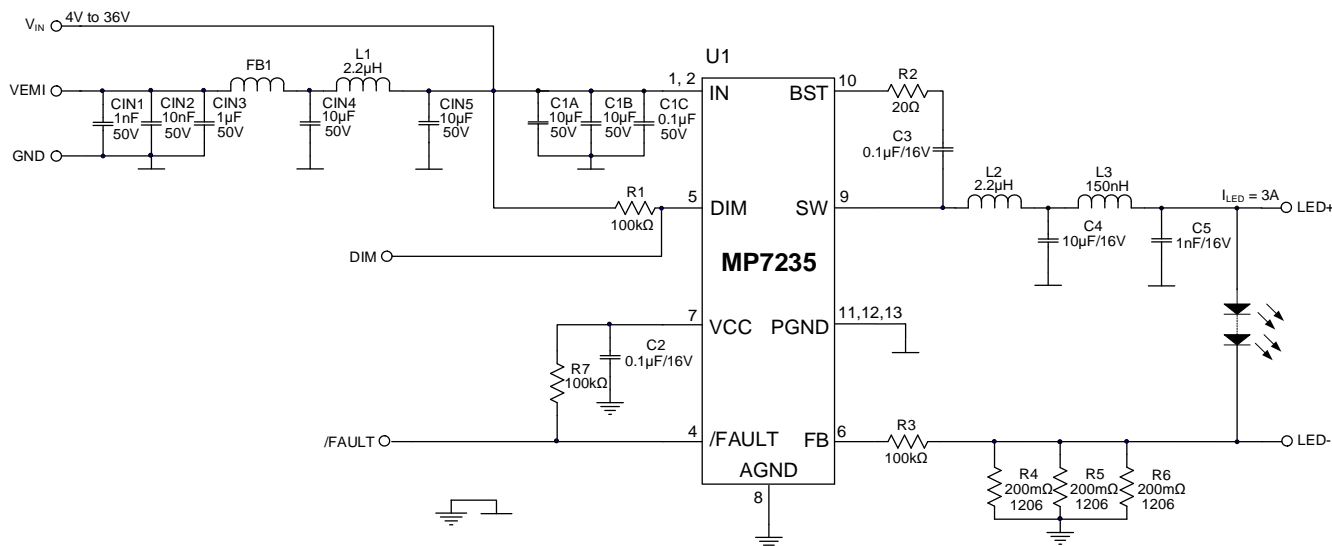 V_IN 4V to 36V
U1
VEMI
FB1
L1
2.2µH
CIN1
1nF
50V
CIN2
10nF
50V
CIN3
1µF
50V
CIN4
10µF
50V
CIN5
10µF
50V
C1A
10µF
50V
C1B
10µF
50V
C1C
0.1µF
50V
GND
1, 2
IN
BST
10
R2
20Ω
C3
0.1µF/16V
R1
100kΩ
5
DIM
SW
9
L2
2.2µH
L3
150nH
I_LED = 3A
LED+
C4
10µF/16V
C5
1nF/16V
DIM
MP7235
7
VCC
PGND
11,12,13
C2
0.1µF/16V
R7
100kΩ
/FAULT
4
/FAULT
FB
6
R3
100kΩ
LED-
AGND
8
R4
200mΩ
1206
R5
200mΩ
1206
R6
200mΩ
1206